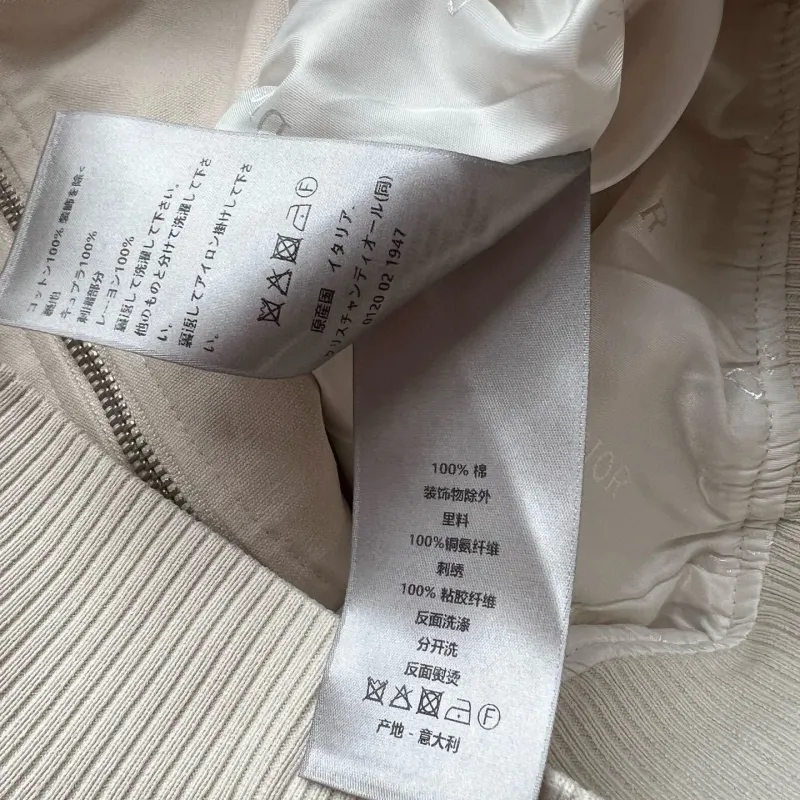 コットン100% 装飾を除く
裏地
キュプラ100%
刺繍部分
レーヨン100%
裏返して洗濯して下さい。
他のものと分けて洗濯して下さ
い。
裏返してアイロン掛けして下さ
い。
F
原産国 イタリア.
クリスチャンディオール(同)
0120 02 1947
100% 棉
装饰物除外
里料
100%铜氨纤维
刺绣
100% 粘胶纤维
反面洗涤
分开洗
反面熨烫
F
产地 - 意大利
R
IOR